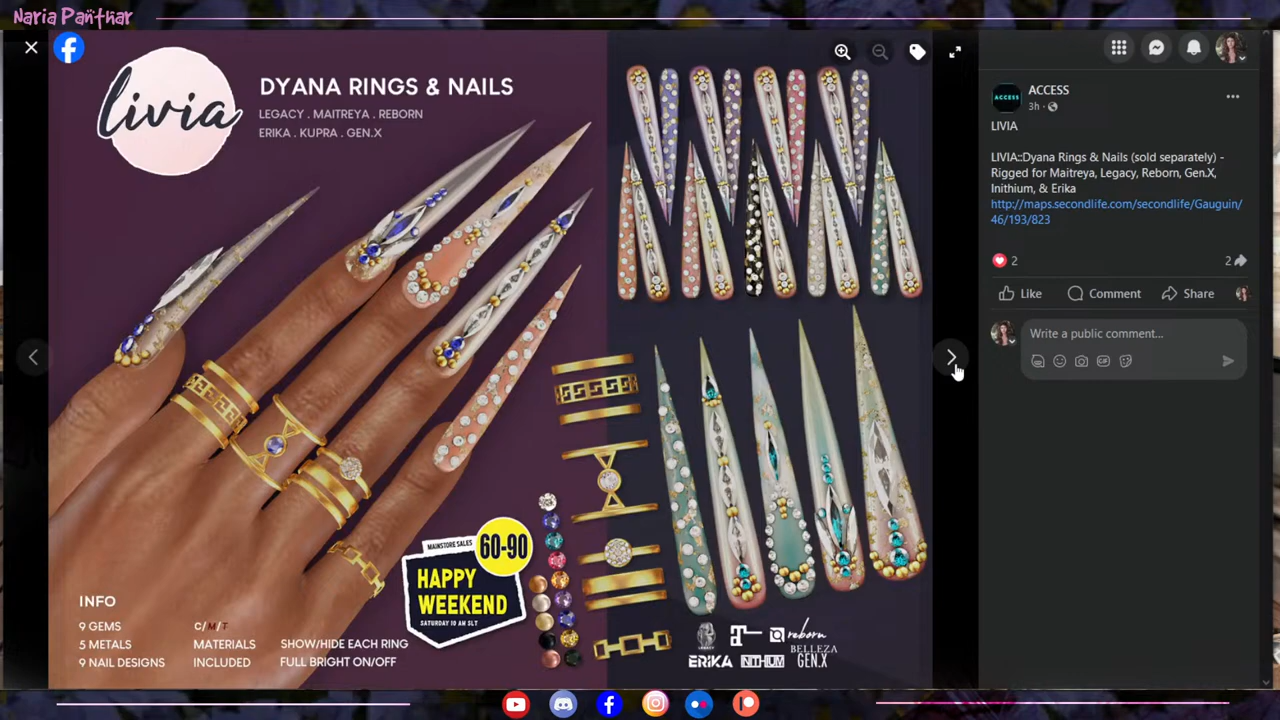 Naria Panthar
livia
DYANA RINGS & NAILS
LEGACY . MAITREYA . REBORN
ERIKA . KUPRA . GEN.X
MAINSTORE SALES
60-90
HAPPY
WEEKEND
SATURDAY 10 AM SLT
INFO
9 GEMS
5 METALS
9 NAIL DESIGNS
C/M/T
MATERIALS
INCLUDED
SHOW/HIDE EACH RING
FULL BRIGHT ON/OFF
LEGACY
reborn
BELLEZA
ERIKA
INITHIUM
GEN.X
ACCESS
ACCESS
3h ·
LIVIA
LIVIA::Dyana Rings & Nails (sold separately) -
Rigged for Maitreya, Legacy, Reborn, Gen.X,
Inithium, & Erika
http://maps.secondlife.com/secondlife/Gauguin/
46/193/823
2
2
Like
Comment
Share
Write a public comment...
GIF